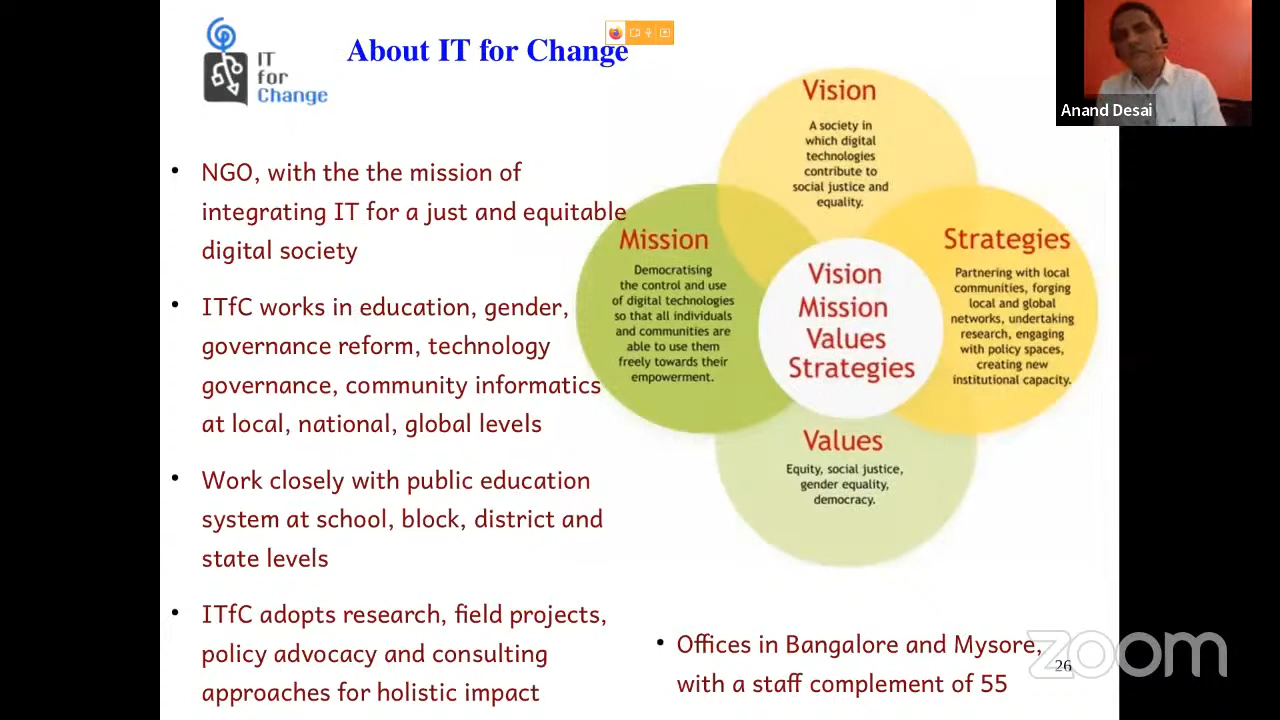 IT
for
Change
About IT for Change
Anand Desai
• NGO, with the the mission of
integrating IT for a just and equitable
digital society
• ITfC works in education, gender,
governance reform, technology
governance, community informatics
at local, national, global levels
• Work closely with public education
system at school, block, district and
state levels
• ITfC adopts research, field projects,
policy advocacy and consulting
approaches for holistic impact
Vision
A society in
which digital
technologies
contribute to
social justice and
equality.
Mission
Democratising
the control and use
of digital technologies
so that all individuals
and communities are
able to use them
freely towards their
empowerment.
Vision
Mission
Values
Strategies
Strategies
Partnering with local
communities, forging
local and global
networks, undertaking
research, engaging
with policy spaces,
creating new
institutional capacity.
Values
Equity, social justice,
gender equality,
democracy.
• Offices in Bangalore and Mysore,
with a staff complement of 55
26
zoom